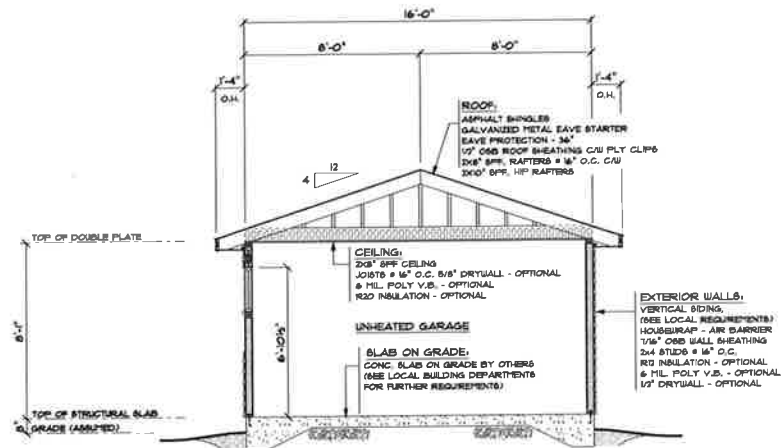 16'-0"
8'-0"
8'-0"
1'-4"
O.H.
1'-4"
O.H.
ROOF:
ASPHALT SHINGLES
GALVANIZED METAL EAVE STARTER
EAVE PROTECTION - 36"
1/2" OSB ROOF SHEATHING C/W PLY CLIPS
2X6" SPF, RAFTERS @ 16" O.C. C/W
2X10" SPF, HIP RAFTERS
12
4
TOP OF DOUBLE PLATE
CEILING:
2X8" SPF CEILING
JOISTS @ 16" O.C. 5/8" DRYWALL - OPTIONAL
6 MIL POLY V.B. - OPTIONAL
R20 INSULATION - OPTIONAL
8'-1"
6'-10 1/2"
UNHEATED GARAGE
SLAB ON GRADE:
CONC. SLAB ON GRADE BY OTHERS
(SEE LOCAL BUILDING DEPARTMENTS
FOR FURTHER REQUIREMENTS)
EXTERIOR WALLS:
VERTICAL SIDING,
(SEE LOCAL REQUIREMENTS)
HOUSEWRAP - AIR BARRIER
7/16" OSB WALL SHEATHING
2x4 STUDS @ 16" O.C.
R12 INSULATION - OPTIONAL
6 MIL POLY V.B. - OPTIONAL
1/2" DRYWALL - OPTIONAL
TOP OF STRUCTURAL SLAB
GRADE (ASSUMED)